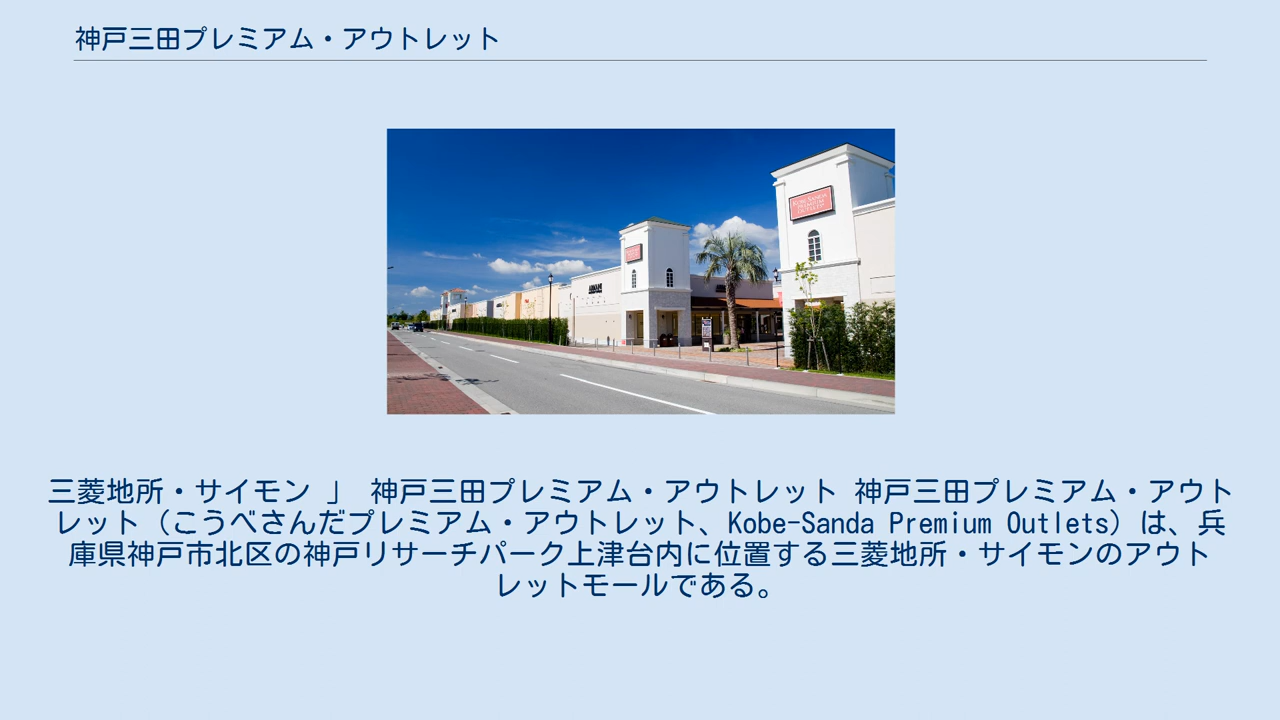 神戸三田プレミアム・アウトレット
KOBE-SANDA
PREMIUM
OUTLETS
三菱地所・サイモン 」 神戸三田プレミアム・アウトレット 神戸三田プレミアム・アウト
レット（こうべさんだプレミアム・アウトレット、Kobe-Sanda Premium Outlets）は、兵
庫県神戸市北区の神戸リサーチパーク上津台内に位置する三菱地所・サイモンのアウト
レットモールである。